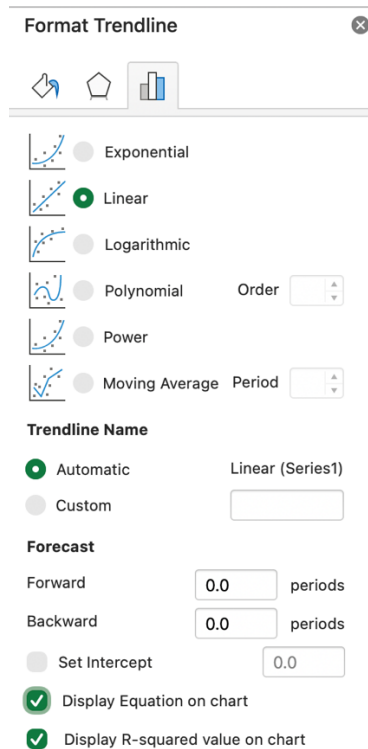 Format Trendline
Exponential
Linear
Logarithmic
Polynomial Order
Power
Moving Average Period
Trendline Name
Automatic Linear (Series1)
Custom
Forecast
Forward 0.0 periods
Backward 0.0 periods
Set Intercept 0.0
Display Equation on chart
Display R-squared value on chart